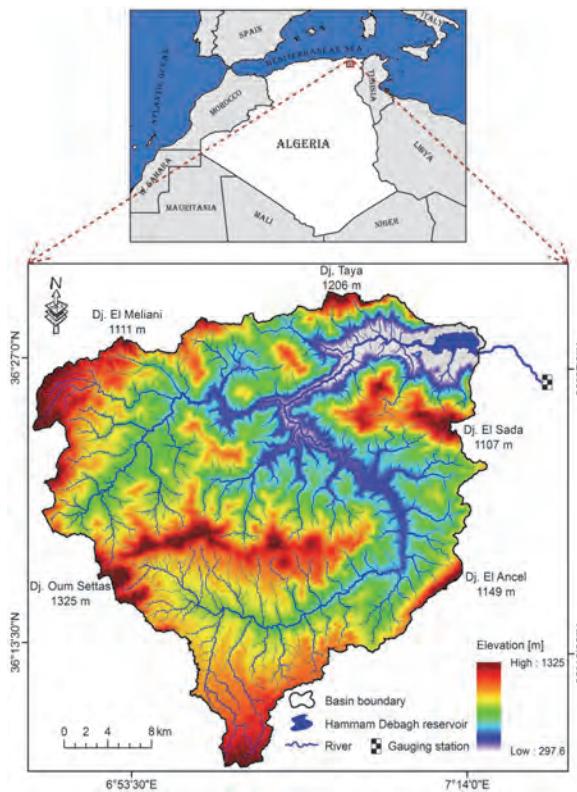 SPAIN
ITALY
MEDITERRANEAN SEA
ATLANTIC OCEAN
MOROCCO
TUNISIA
ALGERIA
LIBYA
W. SAHARA
MAURITANIA
MALI
NIGER
N
Dj. Taya
1206 m
Dj. El Meliani
1111 m
36°27'0"N
Dj. El Sada
1107 m
Dj. Oum Settas
1325 m
Dj. El Ancel
1149 m
36°13'30"N
Elevation [m]
High : 1325
Low : 297.6
Basin boundary
Hammam Debagh reservoir
River
Gauging station
0 2 4 8 km
6°53'30"E
7°14'0"E